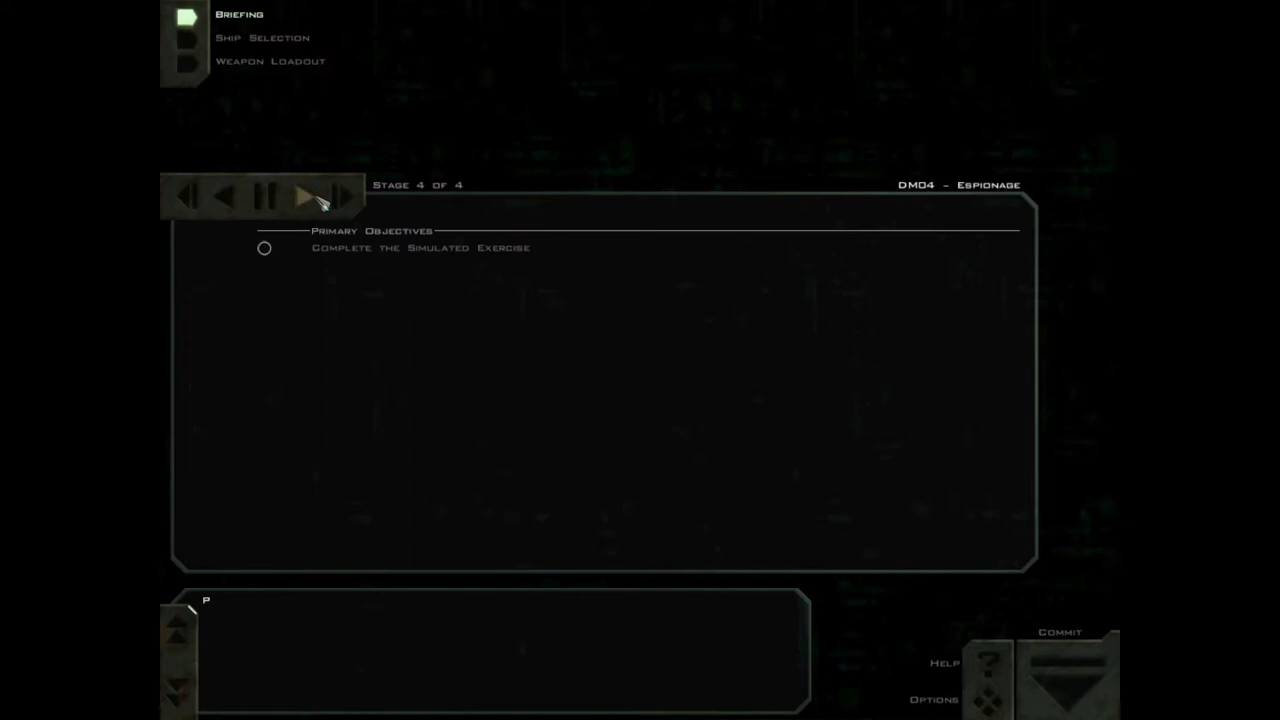 Briefing
Ship Selection
Weapon Loadout
Stage 4 of 4
DM04 - Espionage
Primary Objectives
Complete the Simulated Exercise
P
Commit
Help
?
Options